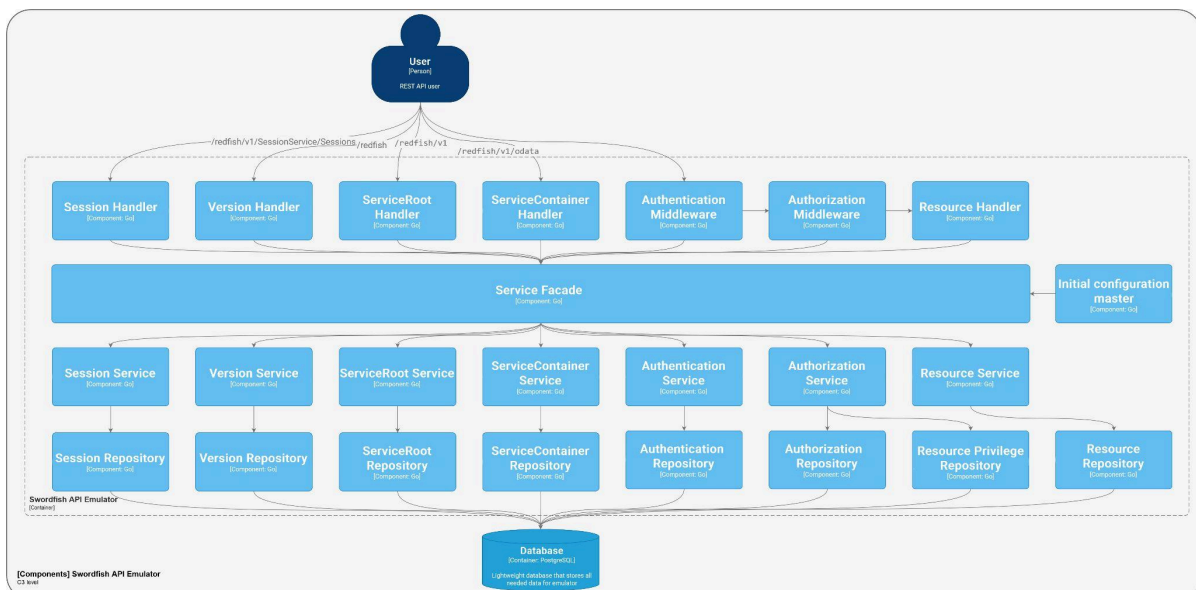 User
[Person]
REST API user
/redfish/v1/SessionService/Sessions
/redfish
/redfish/v1
/redfish/v1/odata
Session Handler
[Component: Go]
Version Handler
[Component: Go]
ServiceRoot
Handler
[Component: Go]
ServiceContainer
Handler
[Component: Go]
Authentication
Middleware
[Component: Go]
Authorization
Middleware
[Component: Go]
Resource Handler
[Component: Go]
Service Facade
[Component: Go]
Initial configuration
master
[Component: Go]
Session Service
[Component: Go]
Version Service
[Component: Go]
ServiceRoot Service
[Component: Go]
ServiceContainer
Service
[Component: Go]
Authentication
Service
[Component: Go]
Authorization
Service
[Component: Go]
Resource Service
[Component: Go]
Session Repository
[Component: Go]
Version Repository
[Component: Go]
ServiceRoot
Repository
[Component: Go]
ServiceContainer
Repository
[Component: Go]
Authentication
Repository
[Component: Go]
Authorization
Repository
[Component: Go]
Resource Privilege
Repository
[Component: Go]
Resource
Repository
[Component: Go]
Swordfish API Emulator
[Container]
Database
[Container: PostgreSQL]
Lightweight database that stores all
needed data for emulator
[Components] Swordfish API Emulator
C3 level